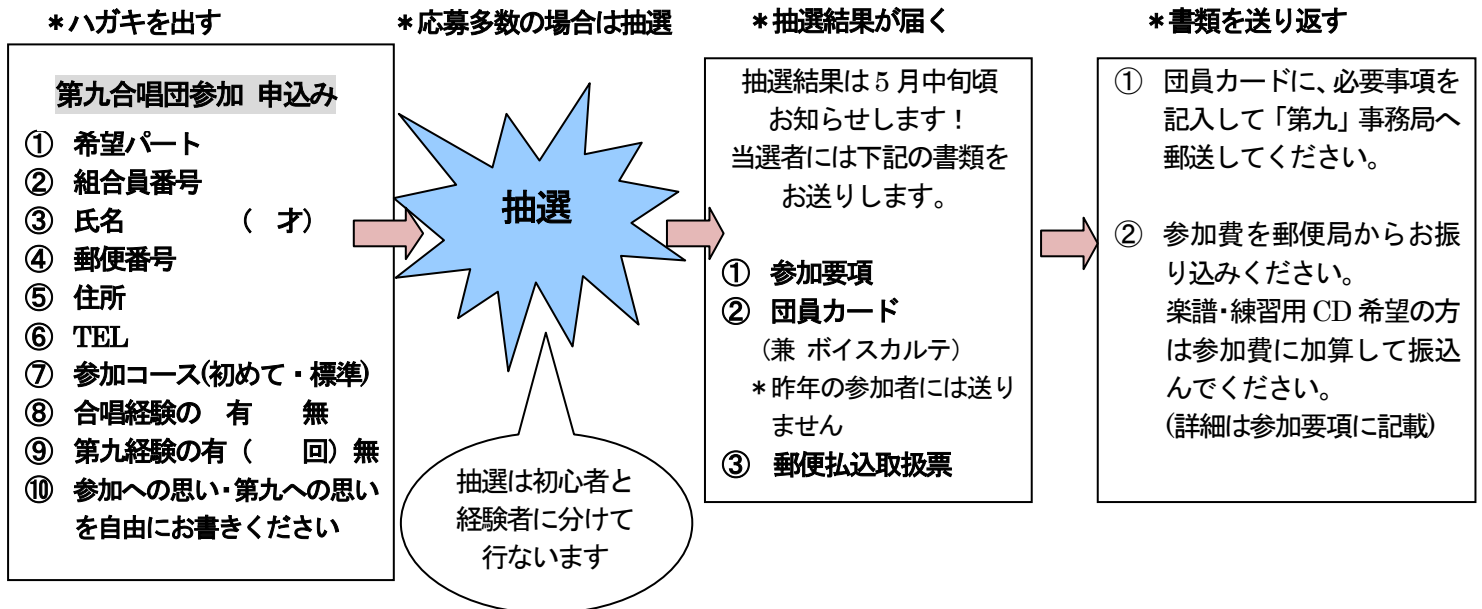 ＊ハガキを出す
第九合唱団参加 申込み
① 希望パート
② 組合員番号
③ 氏名　　　（　才）
④ 郵便番号
⑤ 住所
⑥ TEL
⑦ 参加コース(初めて・標準)
⑧ 合唱経験の　有　　無
⑨ 第九経験の有（　　回）無
⑩ 参加への思い・第九への思い
を自由にお書きください
＊応募多数の場合は抽選
抽選
抽選は初心者と
経験者に分けて
行ないます
＊抽選結果が届く
抽選結果は5月中旬頃
お知らせします！
当選者には下記の書類を
お送りします。
① 参加要項
② 団員カード
（兼 ボイスカルテ）
＊昨年の参加者には送り
ません
③ 郵便払込取扱票
＊書類を送り返す
① 団員カードに、必要事項を
記入して「第九」事務局へ
郵送してください。
② 参加費を郵便局からお振
り込みください。
楽譜・練習用CD希望の方
は参加費に加算して振込
んでください。
(詳細は参加要項に記載)